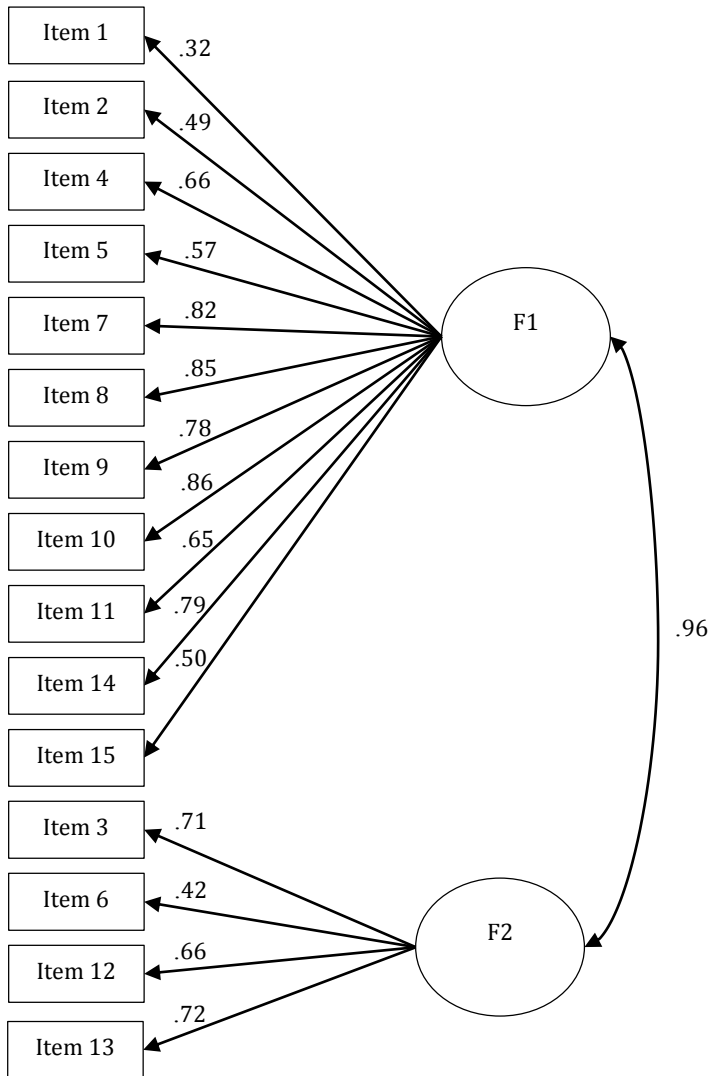 Item 1
.32
Item 2
.49
Item 4
.66
Item 5
.57
Item 7
.82
F1
Item 8
.85
Item 9
.78
Item 10
.86
Item 11
.65
Item 14
.79
.96
Item 15
.50
Item 3
.71
Item 6
.42
F2
Item 12
.66
Item 13
.72